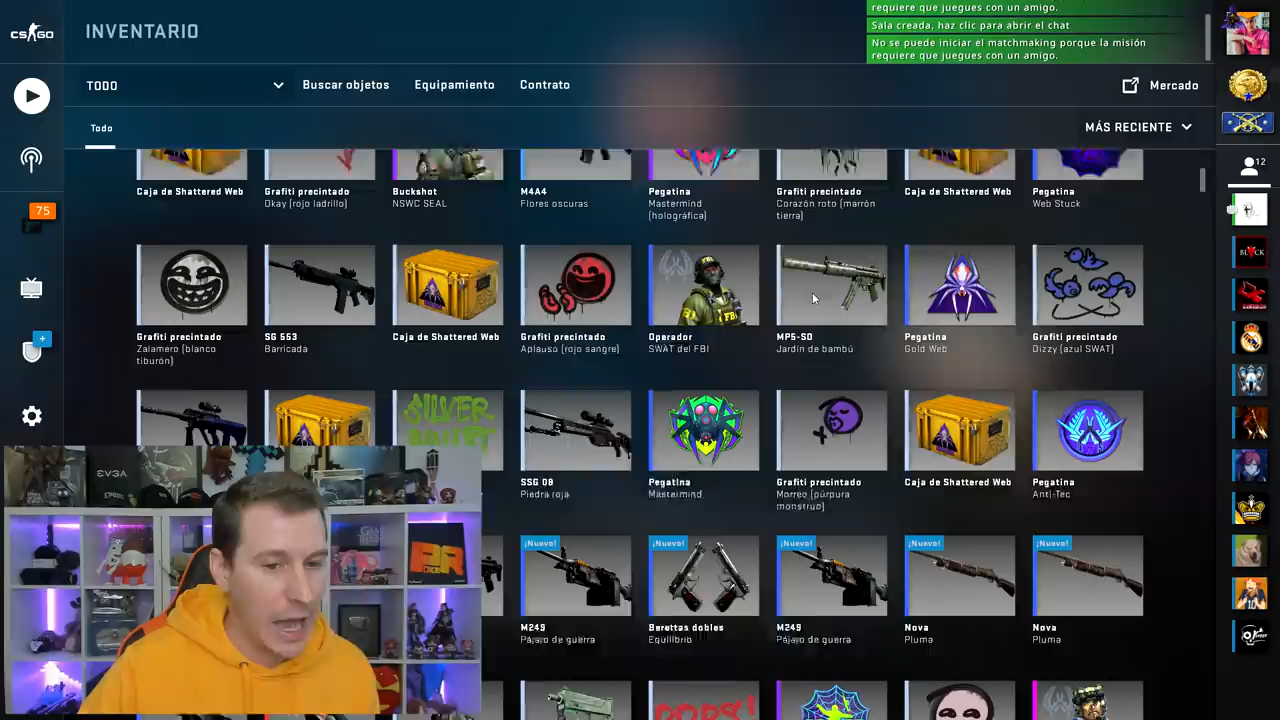 CS:GO
INVENTARIO
requiere que juegues con un amigo.
Sala creada, haz clic para abrir el chat
No se puede iniciar el matchmaking porque la misión
requiere que juegues con un amigo.
TODO
Buscar objetos
Equipamiento
Contrato
Mercado
Todo
MÁS RECIENTE
12
75
Caja de Shattered Web
Grafiti precintado
Okay (rojo ladrillo)
Buckshot
NSWC SEAL
M4A4
Flores oscuras
Pegatina
Mastermind
(holográfica)
Grafiti precintado
Corazón roto (marrón
tierra)
Caja de Shattered Web
Pegatina
Web Stuck
Grafiti precintado
Zalamero (blanco
tiburón)
SG 553
Barricada
Caja de Shattered Web
Grafiti precintado
Aplauso (rojo sangre)
FBI
Operador
SWAT del FBI
MP5-SD
Jardín de bambú
Pegatina
Gold Web
Grafiti precintado
Dizzy (azul SWAT)
SILVER
BULLET
SSG 08
Piedra roja
Pegatina
Mastermind
Grafiti precintado
Morreo (púrpura
monstruo)
Caja de Shattered Web
Pegatina
Anti-Tec
¡Nuevo!
M249
Pájaro de guerra
¡Nuevo!
Berettas dobles
Equilibrio
¡Nuevo!
M249
Pájaro de guerra
¡Nuevo!
Nova
Pluma
¡Nuevo!
Nova
Pluma
EVGA
BLACK